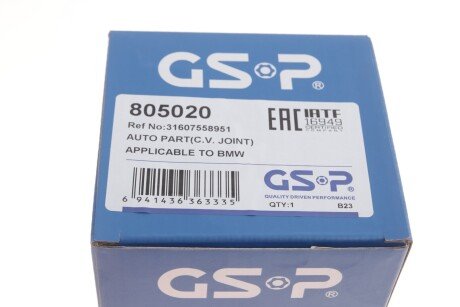 GSP
805020
Ref No:31607558951
AUTO PART(C.V. JOINT)
APPLICABLE TO BMW
EAC
IATF
16949
CERTIFIED
COMPANY
6 941436 363335
GSP
QUALITY DRIVEN PERFORMANCE
QTY:1
B23
GSP